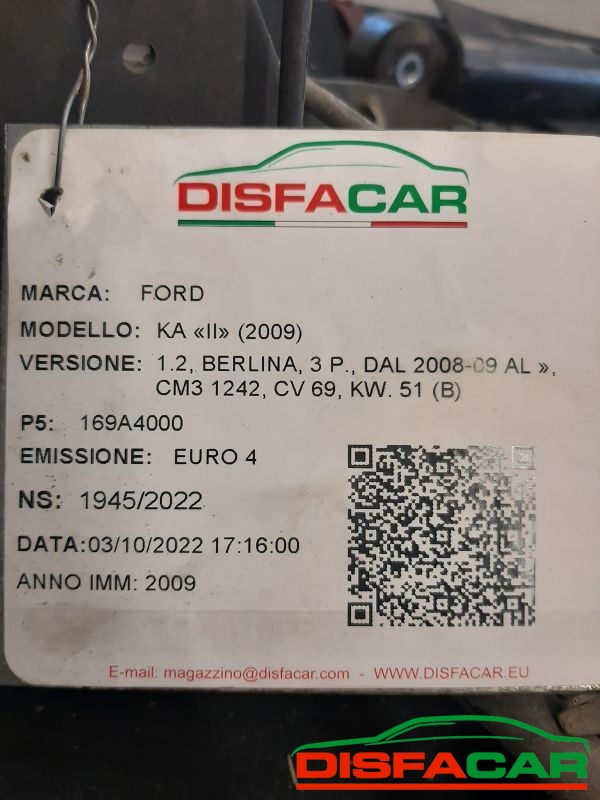 DISFACAR
MARCA: FORD
MODELLO: KA «II» (2009)
VERSIONE: 1.2, BERLINA, 3 P., DAL 2008-09 AL »,
CM3 1242, CV 69, KW. 51 (B)
P5: 169A4000
EMISSIONE: EURO 4
NS: 1945/2022
DATA:03/10/2022 17:16:00
ANNO IMM: 2009
E-mail: magazzino@disfacar.com - WWW.DISFACAR.EU
DISFACAR